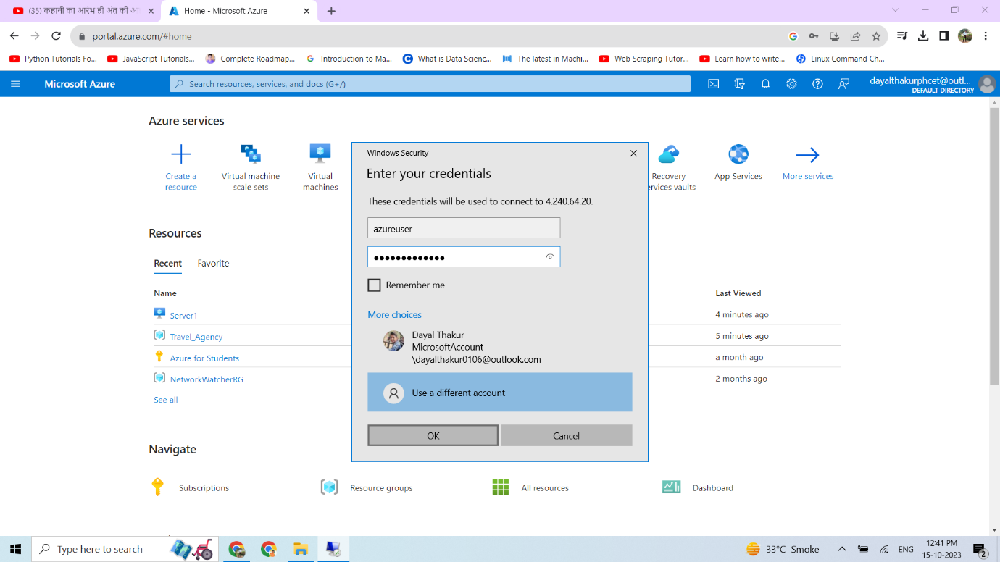 (35) कहानी का आरंभ ही अंत की
Home - Microsoft Azure
portal.azure.com/#home
Python Tutorials Fo...
JavaScript Tutorials...
Complete Roadmap...
Introduction to Ma...
What is Data Scienc...
The latest in Machi...
Web Scraping Tutor...
Learn how to write...
Linux Command Ch...
Microsoft Azure
Search resources, services, and docs (G+/)
dayalthakurphcet@outl...
DEFAULT DIRECTORY
Azure services
Create a
resource
Virtual machine
scale sets
Virtual
machines
Recovery
ervices vaults
App Services
More services
Resources
Recent
Favorite
Name
Last Viewed
Server1
4 minutes ago
Travel_Agency
5 minutes ago
Azure for Students
a month ago
NetworkWatcherRG
2 months ago
See all
Navigate
Subscriptions
Resource groups
All resources
Dashboard
Windows Security
Enter your credentials
These credentials will be used to connect to 4.240.64.20.
azureuser
Remember me
More choices
Dayal Thakur
MicrosoftAccount
\dayalthakur0106@outlook.com
Use a different account
OK
Cancel
Type here to search
33°C Smoke
ENG
12:41 PM
15-10-2023
2